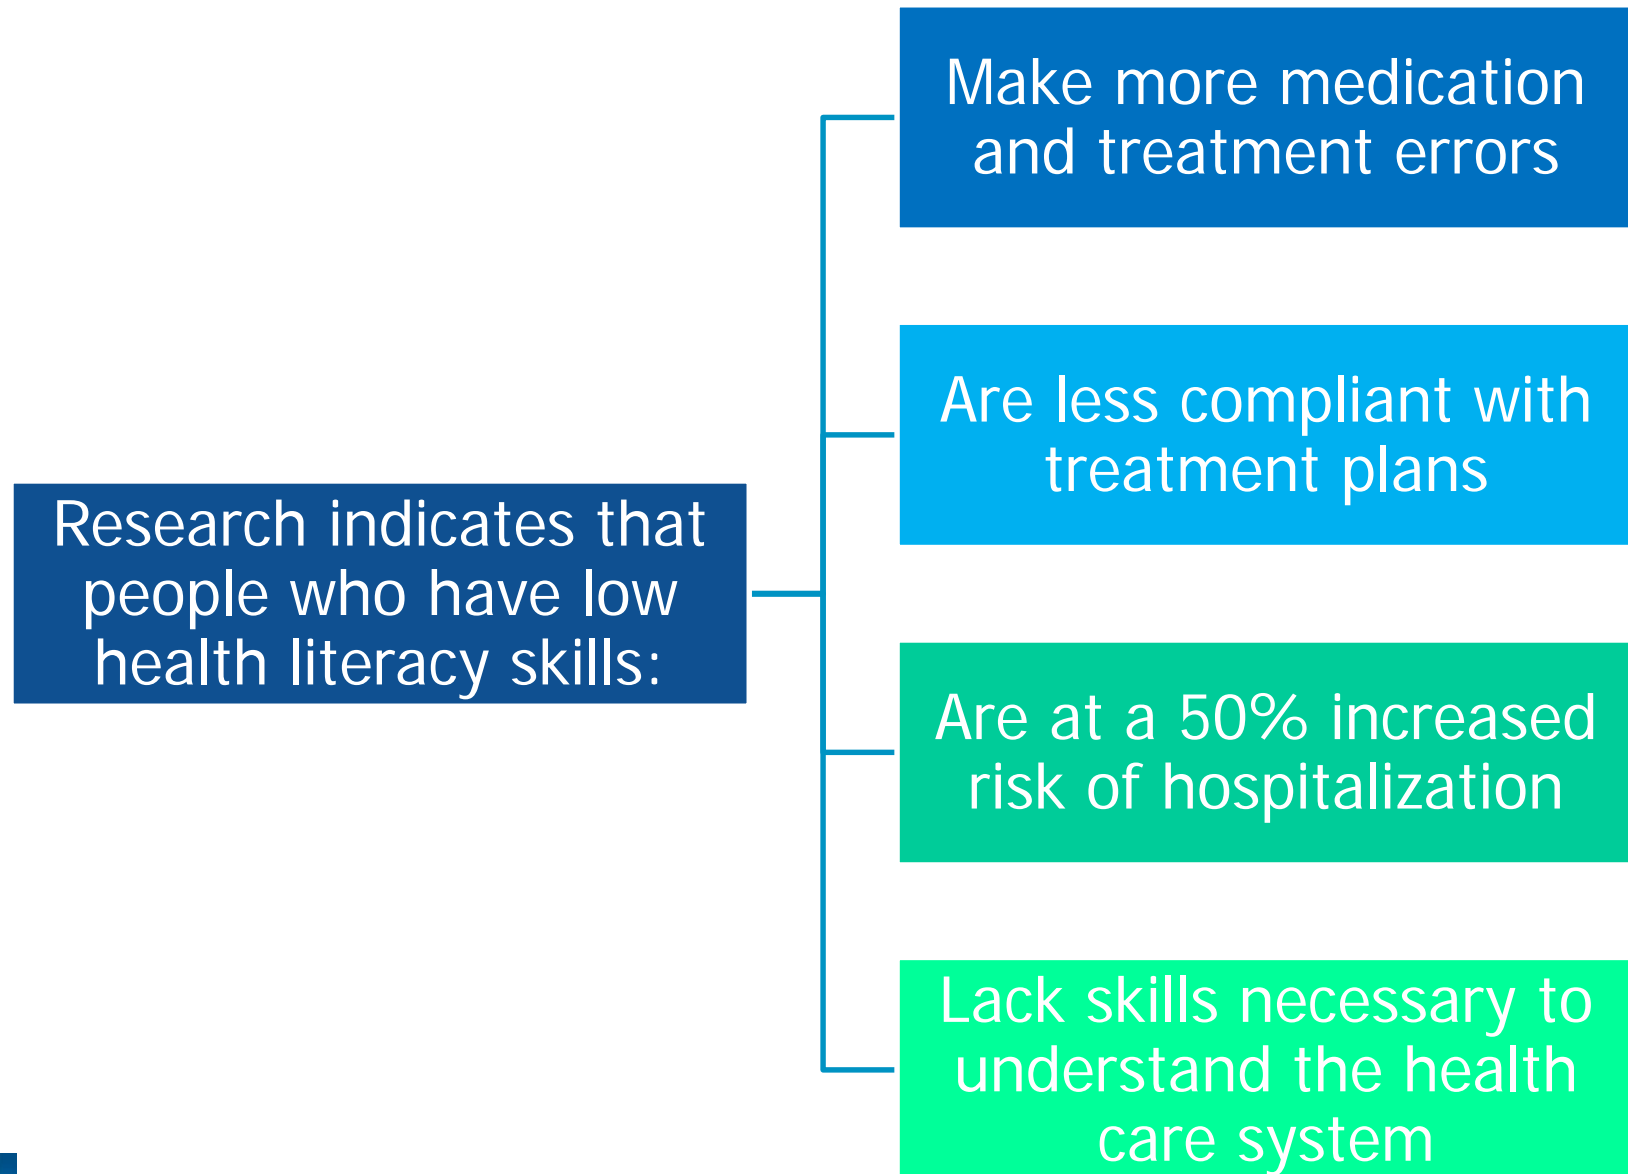 Research indicates that
people who have low
health literacy skills:
Make more medication
and treatment errors
Are less compliant with
treatment plans
Are at a 50% increased
risk of hospitalization
Lack skills necessary to
understand the health
care system